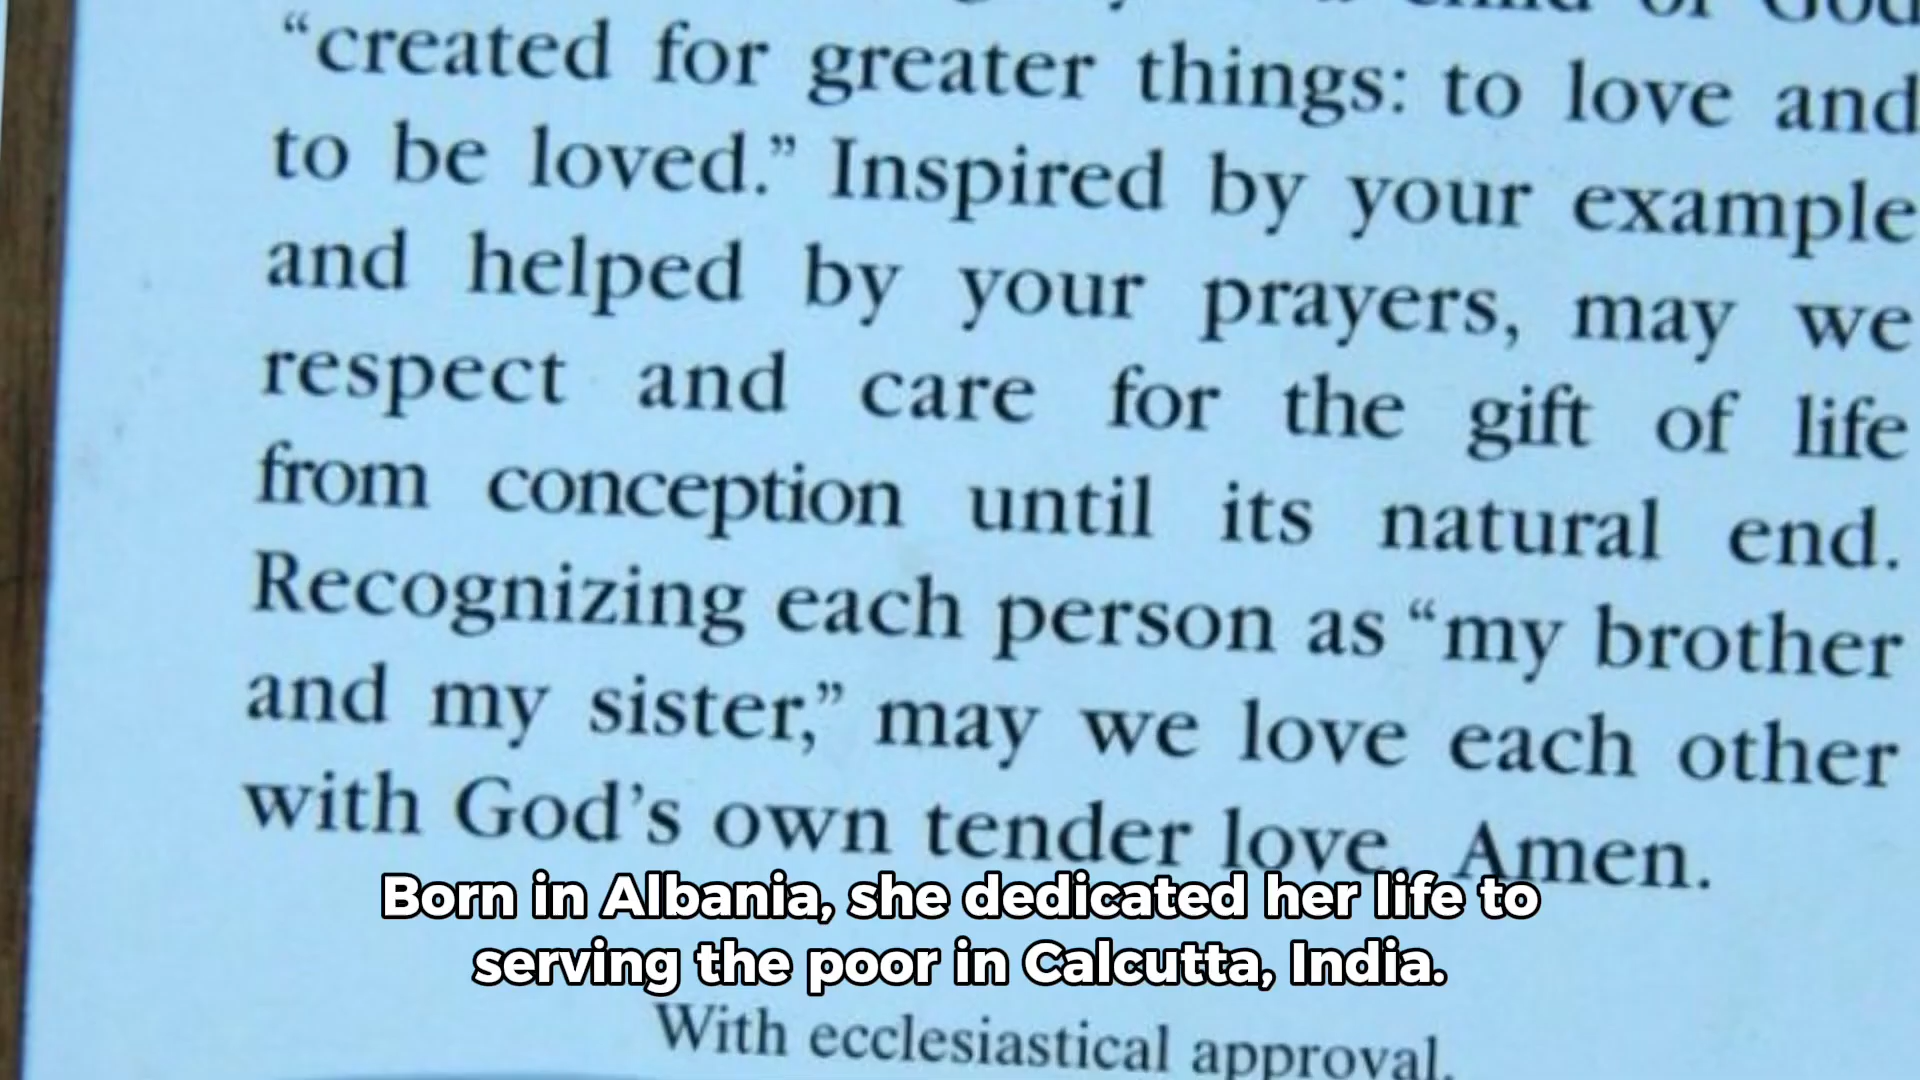 child of God
“created for greater things: to love and
to be loved.” Inspired by your example
and helped by your prayers, may we
respect and care for the gift of life
from conception until its natural end.
Recognizing each person as “my brother
and my sister,” may we love each other
with God’s own tender love. Amen.
Born in Albania, she dedicated her life to
serving the poor in Calcutta, India.
With ecclesiastical approval.